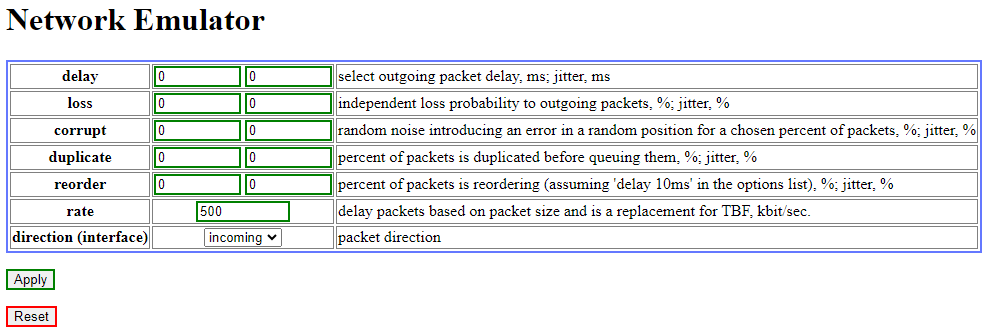 Network Emulator
delay 0 0 select outgoing packet delay, ms; jitter, ms
loss 0 0 independent loss probability to outgoing packets, %; jitter, %
corrupt 0 0 random noise introducing an error in a random position for a chosen percent of packets, %; jitter, %
duplicate 0 0 percent of packets is duplicated before queuing them, %; jitter, %
reorder 0 0 percent of packets is reordering (assuming 'delay 10ms' in the options list), %; jitter, %
rate 500 delay packets based on packet size and is a replacement for TBF, kbit/sec.
direction (interface) incoming packet direction
Apply
Reset